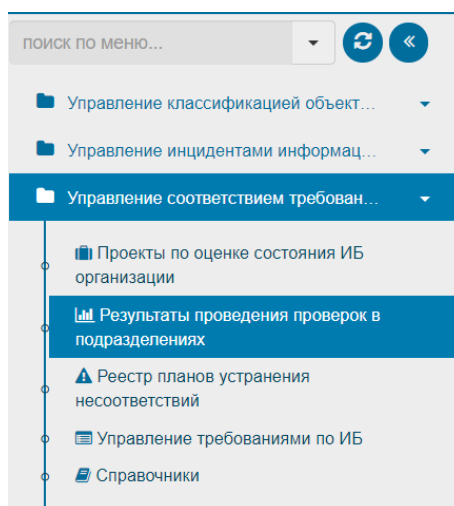 поиск по меню...
Управление классификацией объект...
Управление инцидентами информац...
Управление соответствием требован...
Проекты по оценке состояния ИБ
организации
Результаты проведения проверок в
подразделениях
Реестр планов устранения
несоответствий
Управление требованиями по ИБ
Справочники